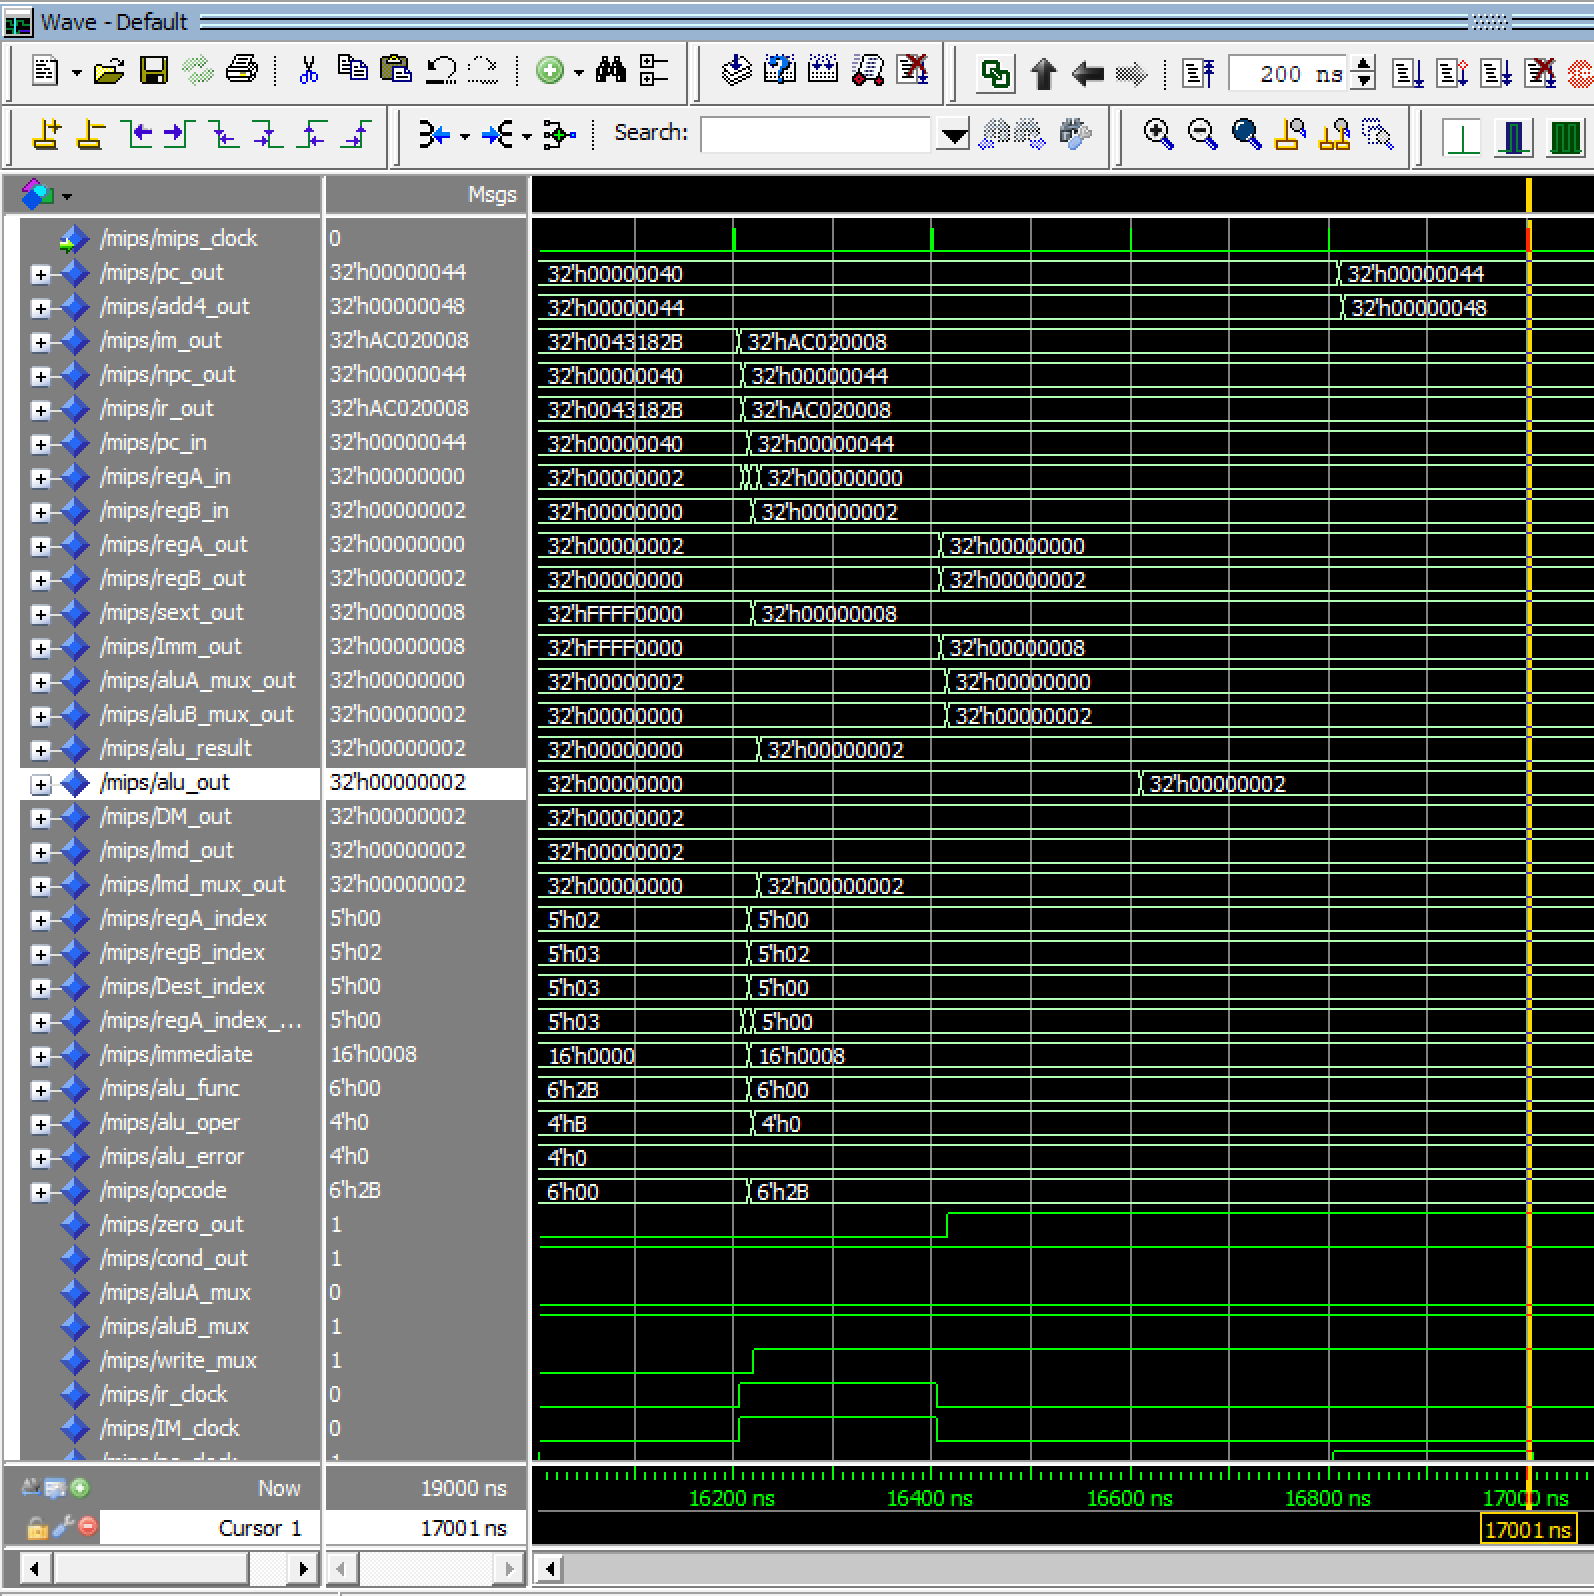 Wave - Default
200 ns
Search:
Msgs
/mips/mips_clock 0
/mips/pc_out 32'h00000044 32'h00000040 32'h00000044
/mips/add4_out 32'h00000048 32'h00000044 32'h00000048
/mips/im_out 32'hAC020008 32'h0043182B 32'hAC020008
/mips/npc_out 32'h00000044 32'h00000040 32'h00000044
/mips/ir_out 32'hAC020008 32'h0043182B 32'hAC020008
/mips/pc_in 32'h00000044 32'h00000040 32'h00000044
/mips/regA_in 32'h00000000 32'h00000002 32'h00000000
/mips/regB_in 32'h00000002 32'h00000000 32'h00000002
/mips/regA_out 32'h00000000 32'h00000002 32'h00000000
/mips/regB_out 32'h00000002 32'h00000000 32'h00000002
/mips/sext_out 32'h00000008 32'hFFFF0000 32'h00000008
/mips/Imm_out 32'h00000008 32'hFFFF0000 32'h00000008
/mips/aluA_mux_out 32'h00000000 32'h00000002 32'h00000000
/mips/aluB_mux_out 32'h00000002 32'h00000000 32'h00000002
/mips/alu_result 32'h00000002 32'h00000000 32'h00000002
/mips/alu_out 32'h00000002 32'h00000000 32'h00000002
/mips/DM_out 32'h00000002 32'h00000002
/mips/lmd_out 32'h00000002 32'h00000002
/mips/lmd_mux_out 32'h00000002 32'h00000000 32'h00000002
/mips/regA_index 5'h00 5'h02 5'h00
/mips/regB_index 5'h02 5'h03 5'h02
/mips/Dest_index 5'h00 5'h03 5'h00
/mips/regA_index_... 5'h00 5'h03 5'h00
/mips/immediate 16'h0008 16'h0000 16'h0008
/mips/alu_func 6'h00 6'h2B 6'h00
/mips/alu_oper 4'h0 4'hB 4'h0
/mips/alu_error 4'h0 4'h0
/mips/opcode 6'h2B 6'h00 6'h2B
/mips/zero_out 1
/mips/cond_out 1
/mips/aluA_mux 0
/mips/aluB_mux 1
/mips/write_mux 1
/mips/ir_clock 0
/mips/IM_clock 0
Now 19000 ns 16200 ns 16400 ns 16600 ns 16800 ns 17000 ns
Cursor 1 17001 ns 17001 ns